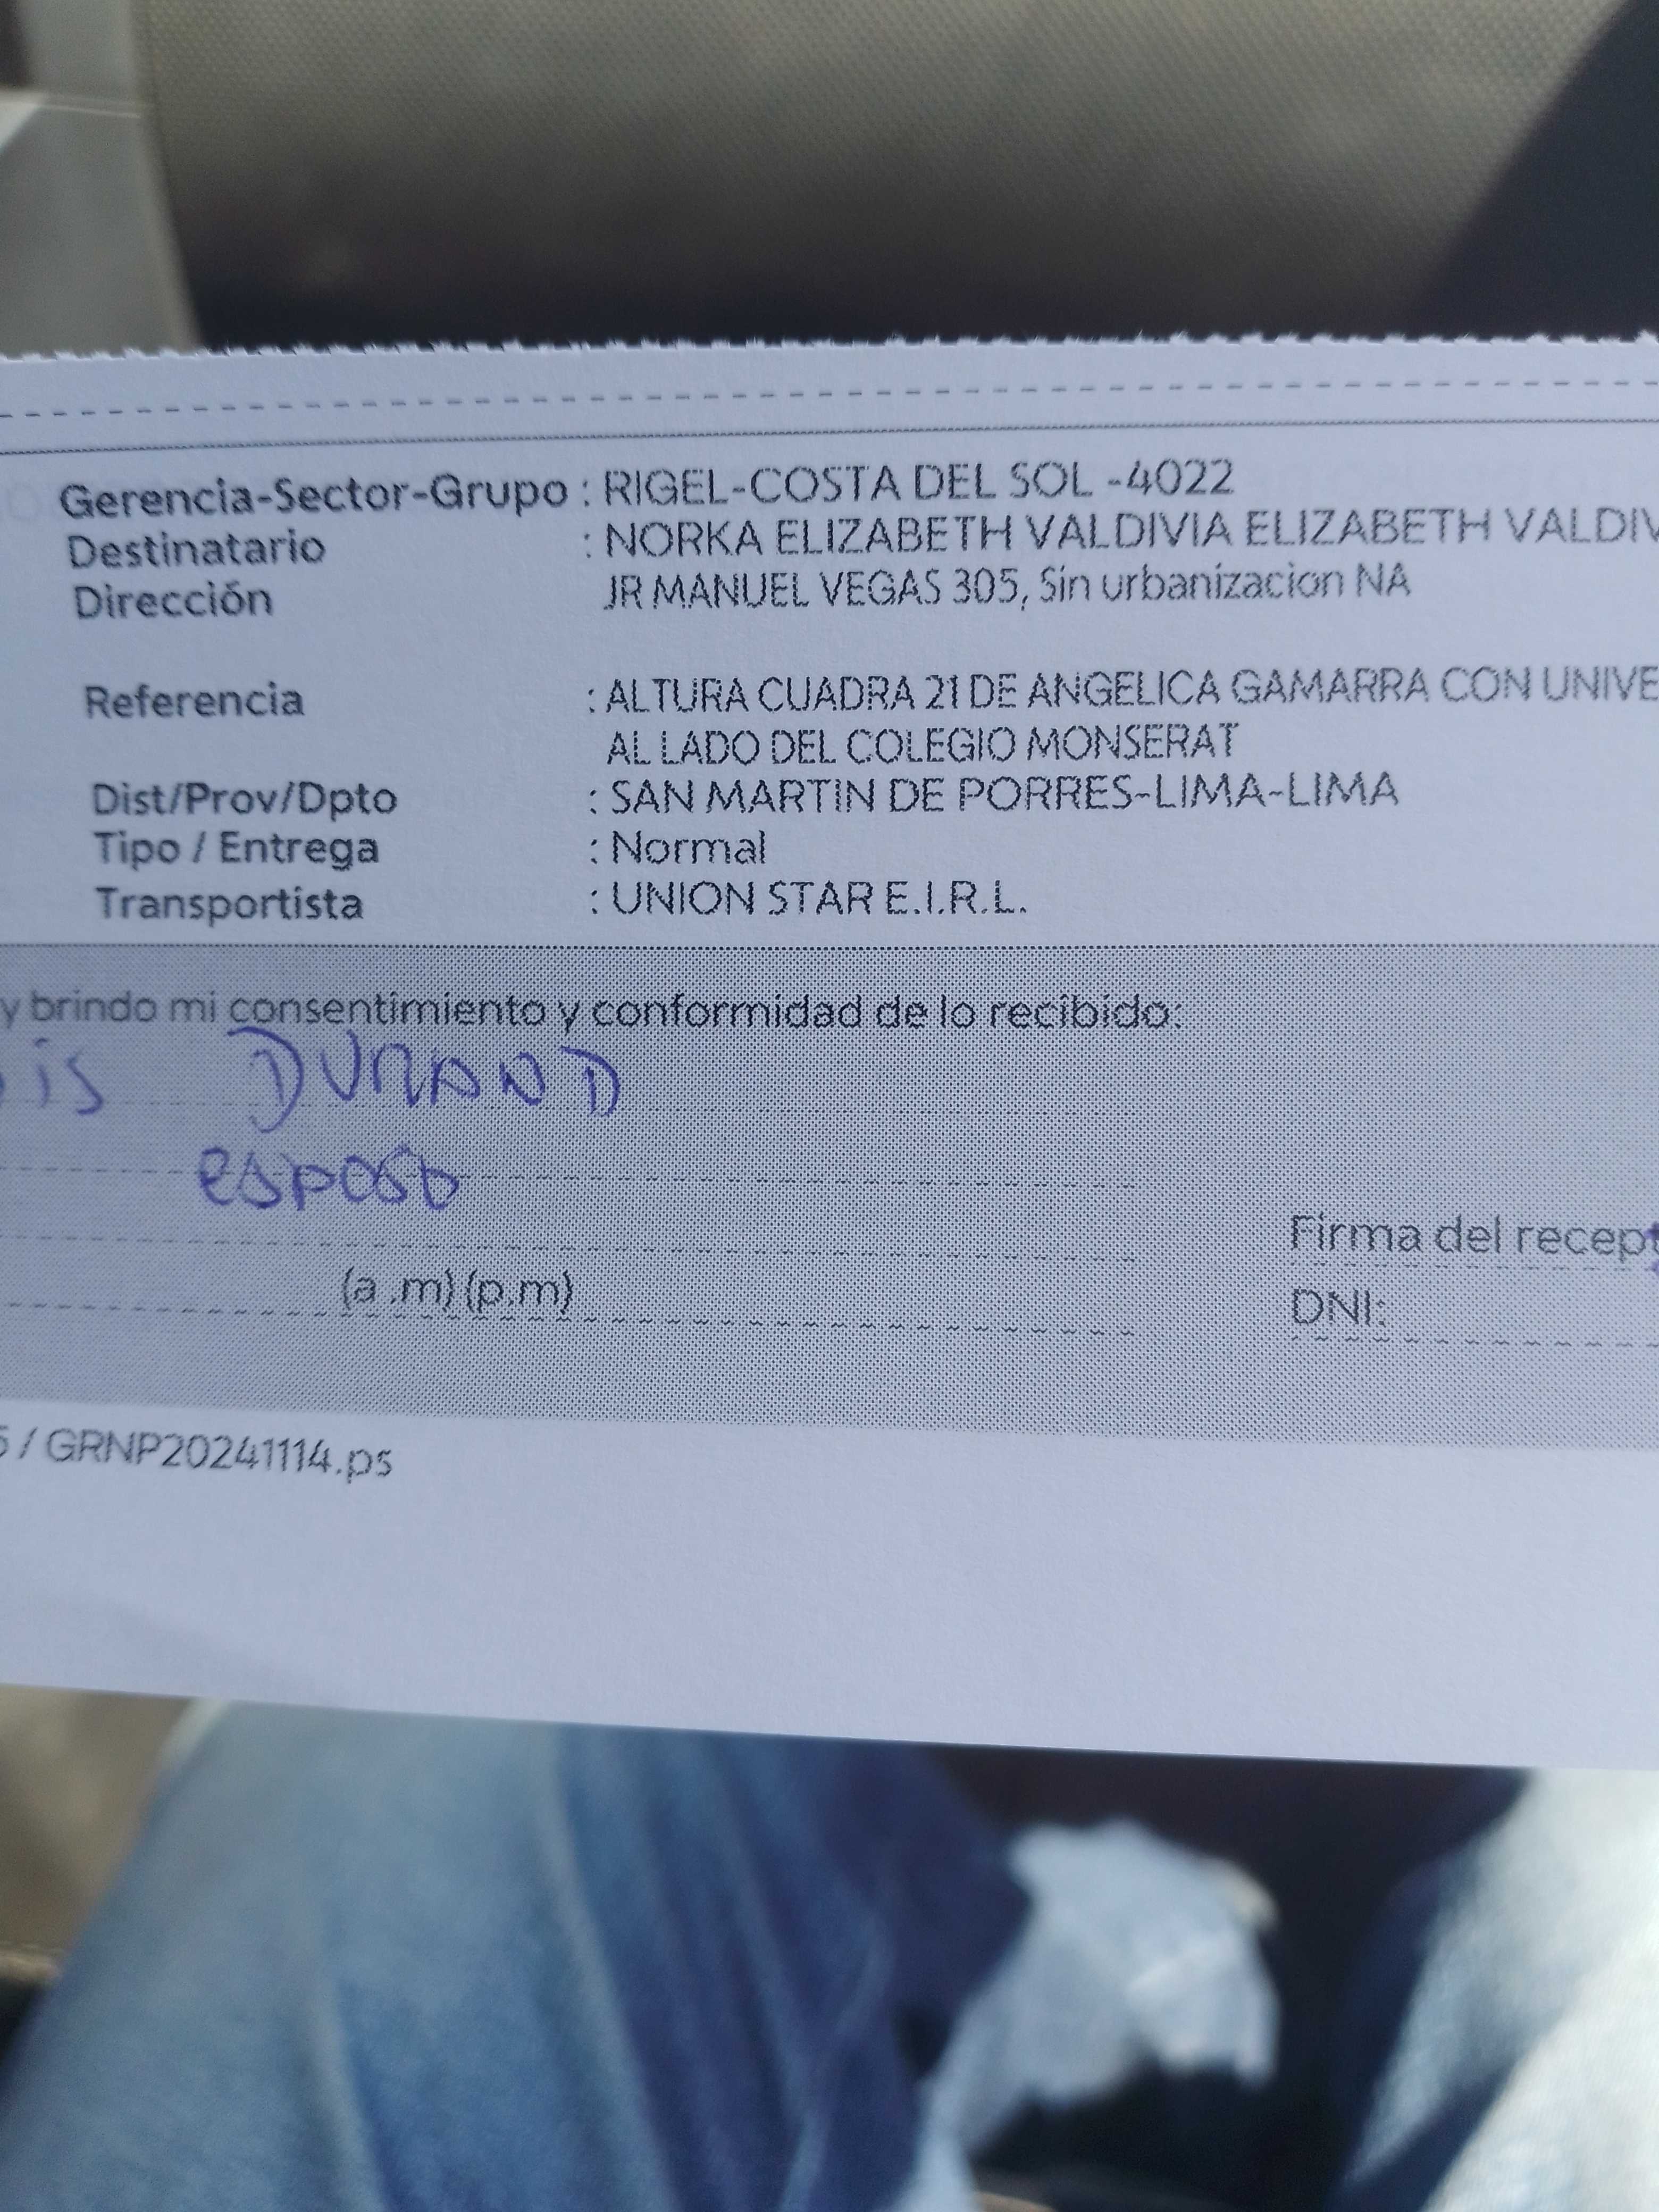 Gerencia-Sector-Grupo : RIGEL-COSTA DEL SOL -4022
Destinatario : NORKA ELIZABETH VALDIVIA ELIZABETH VALDIV
Dirección JR MANUEL VEGAS 305, Sin urbanizacion NA
Referencia : ALTURA CUADRA 21 DE ANGELICA GAMARRA CON UNIVE
AL LADO DEL COLEGIO MONSERAT
Dist/Prov/Dpto : SAN MARTIN DE PORRES-LIMA-LIMA
Tipo / Entrega : Normal
Transportista : UNION STAR E.I.R.L.
y brindo mi consentimiento y conformidad de lo recibido:
is DURAND
esposo
Firma del recept
(a .m) (p.m)
DNI:
/ GRNP20241114.ps